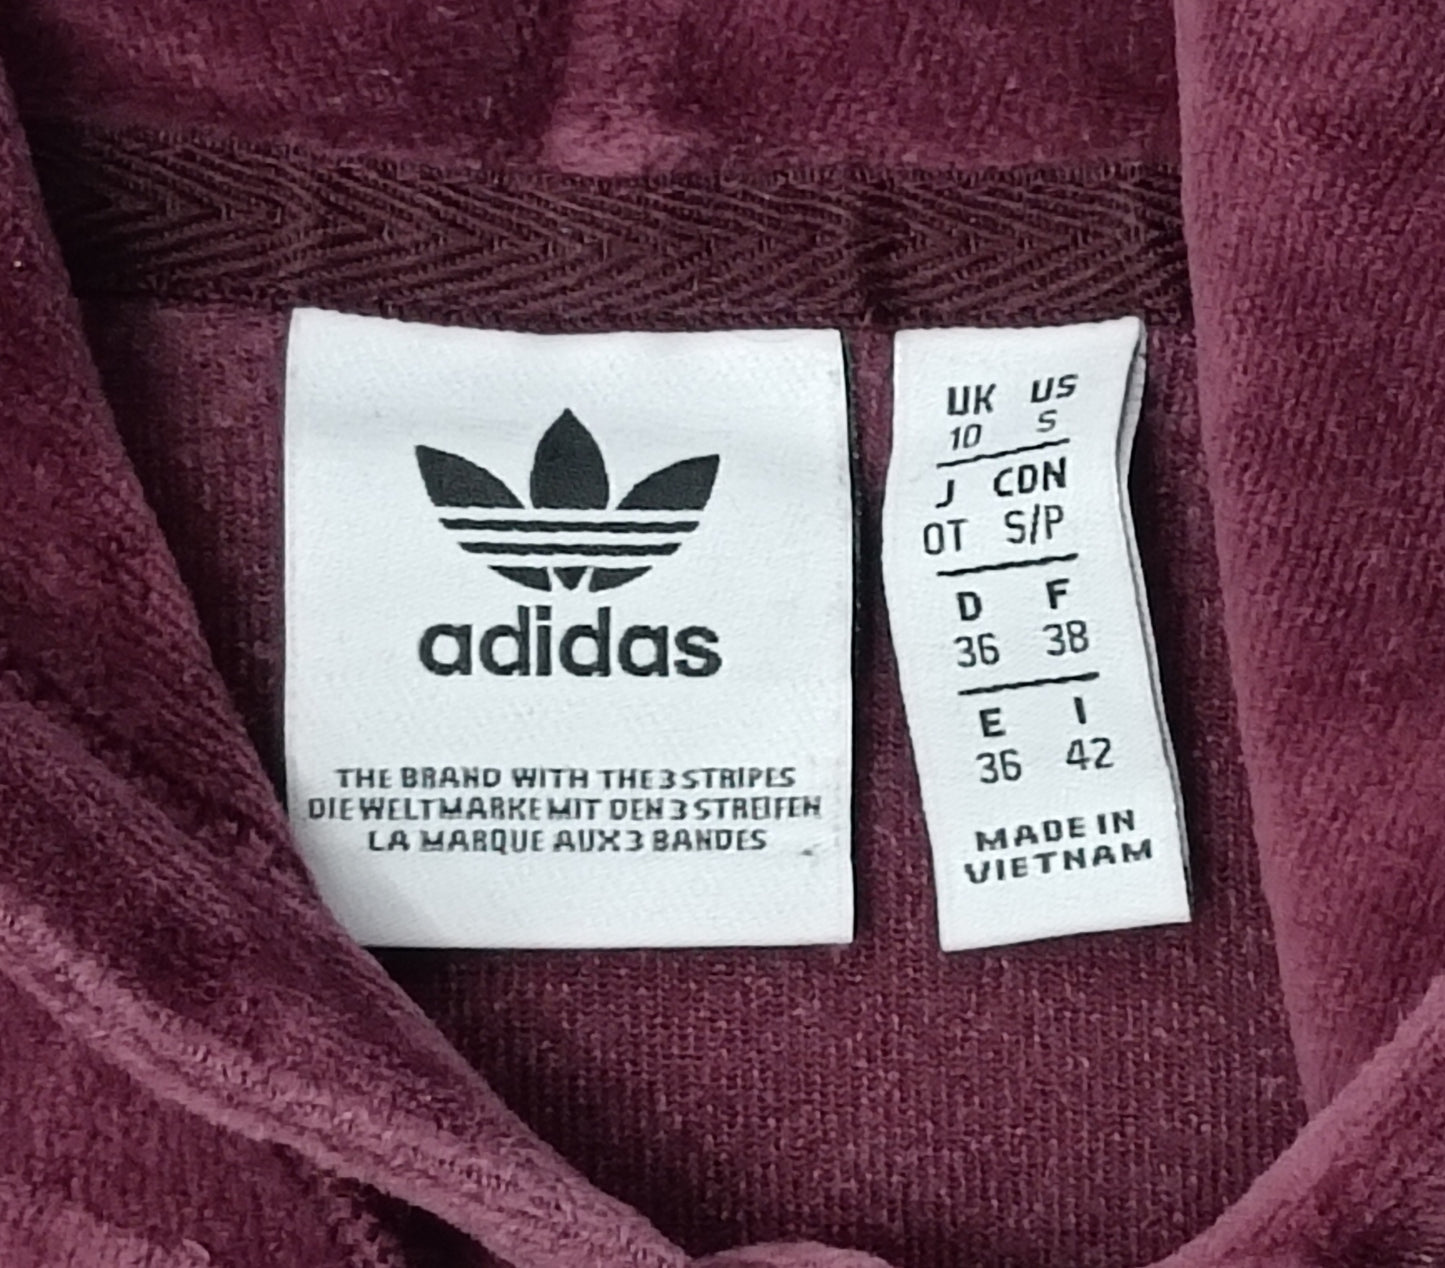 adidas
THE BRAND WITH THE 3 STRIPES
DIE WELTMARKE MIT DEN 3 STREIFEN
LA MARQUE AUX 3 BANDES
UK US
10 S
J CDN
OT S/P
D F
36 38
E I
36 42
MADE IN
VIETNAM